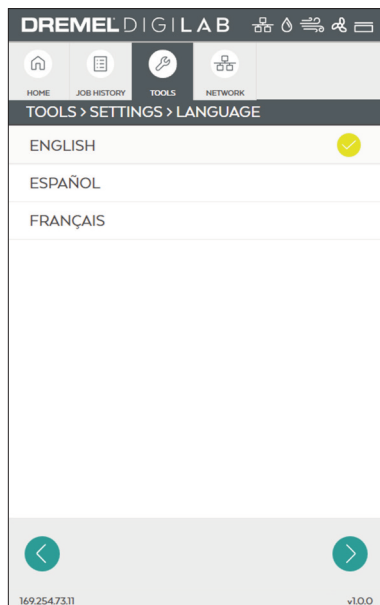 DREMEL DIGILAB
HOME JOB HISTORY TOOLS NETWORK
TOOLS > SETTINGS > LANGUAGE
ENGLISH
ESPAÑOL
FRANÇAIS
169.254.73.11 v1.0.0